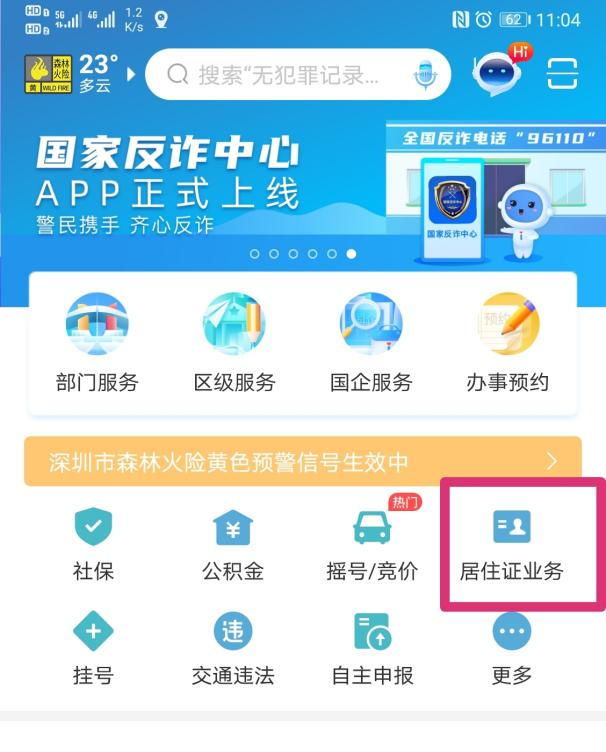 HD 1 5G 4G 1.2 K/s 62 11:04
HD 2
森林火险
黄 WILD FIRE
23°
多云
搜索“无犯罪记录...
Hi
国家反诈中心
APP正式上线
警民携手 齐心反诈
全国反诈电话“96110”
国家反诈中心
部门服务 区级服务 国企服务 预约 办事预约
深圳市森林火险黄色预警信号生效中
热门
社保 公积金 摇号/竞价 居住证业务
违
挂号 交通违法 自主申报 更多